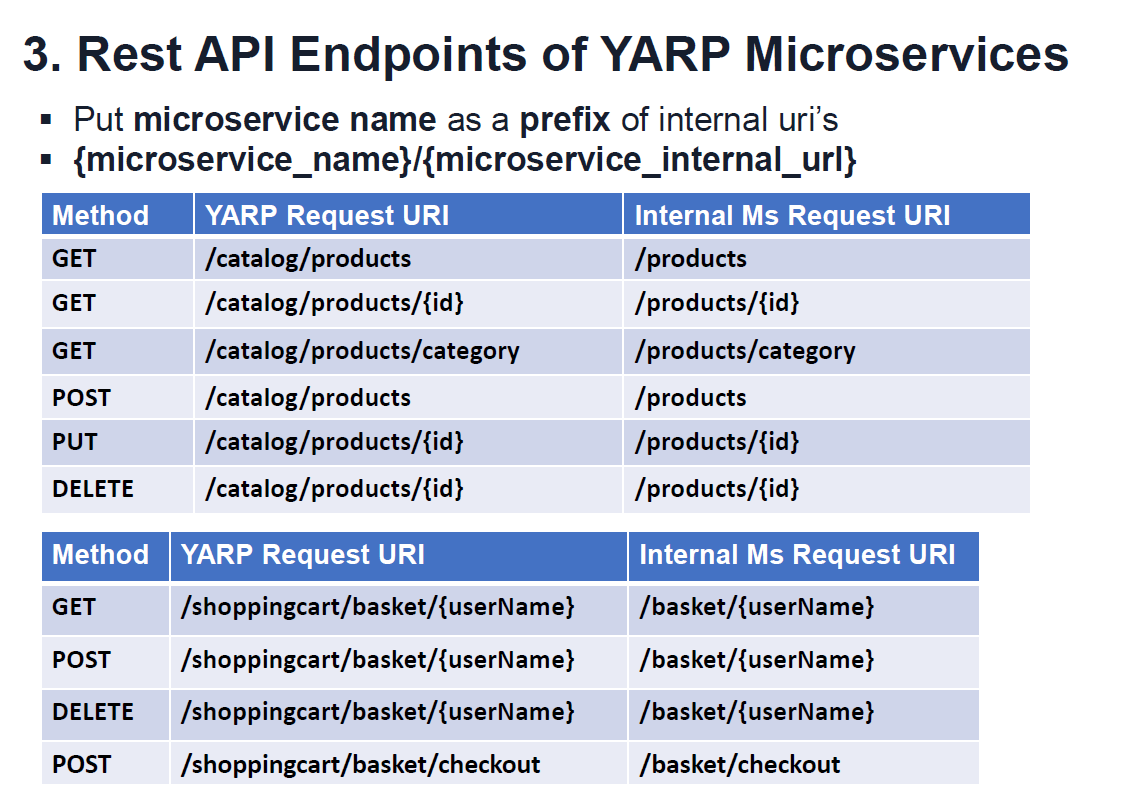 3. Rest API Endpoints of YARP Microservices
▪ Put microservice name as a prefix of internal uri’s
▪ {microservice_name}/{microservice_internal_url}
Method YARP Request URI Internal Ms Request URI
GET /catalog/products /products
GET /catalog/products/{id} /products/{id}
GET /catalog/products/category /products/category
POST /catalog/products /products
PUT /catalog/products/{id} /products/{id}
DELETE /catalog/products/{id} /products/{id}
Method YARP Request URI Internal Ms Request URI
GET /shoppingcart/basket/{userName} /basket/{userName}
POST /shoppingcart/basket/{userName} /basket/{userName}
DELETE /shoppingcart/basket/{userName} /basket/{userName}
POST /shoppingcart/basket/checkout /basket/checkout